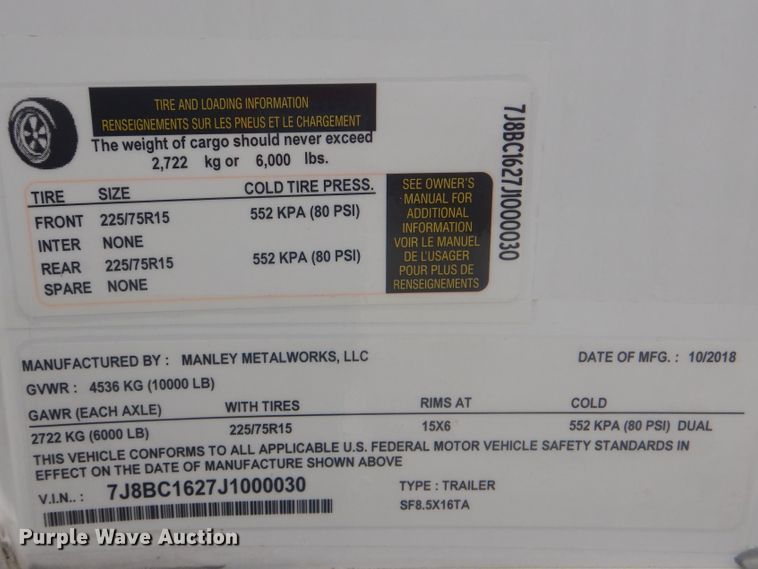 TIRE AND LOADING INFORMATION
RENSEIGNEMENTS SUR LES PNEUS ET LE CHARGEMENT
The weight of cargo should never exceed
2,722 kg or 6,000 lbs.
TIRE SIZE COLD TIRE PRESS.
FRONT 225/75R15 552 KPA (80 PSI)
INTER NONE
REAR 225/75R15 552 KPA (80 PSI)
SPARE NONE
SEE OWNER'S
MANUAL FOR
ADDITIONAL
INFORMATION
VOIR LE MANUEL
DE L'USAGER
POUR PLUS DE
RENSEIGNEMENTS
7J8BC1627J1000030
MANUFACTURED BY : MANLEY METALWORKS, LLC DATE OF MFG. : 10/2018
GVWR : 4536 KG (10000 LB)
GAWR (EACH AXLE) WITH TIRES RIMS AT COLD
2722 KG (6000 LB) 225/75R15 15X6 552 KPA (80 PSI) DUAL
THIS VEHICLE CONFORMS TO ALL APPLICABLE U.S. FEDERAL MOTOR VEHICLE SAFETY STANDARDS IN
EFFECT ON THE DATE OF MANUFACTURE SHOWN ABOVE
V.I.N.. : 7J8BC1627J1000030 TYPE : TRAILER
SF8.5X16TA
Purple Wave Auction